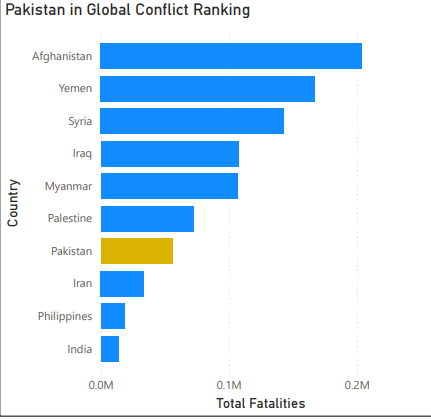 Pakistan in Global Conflict Ranking
Afghanistan
Yemen
Syria
Iraq
Myanmar
Palestine
Pakistan
Iran
Philippines
India
Country
0.0M 0.1M 0.2M
Total Fatalities